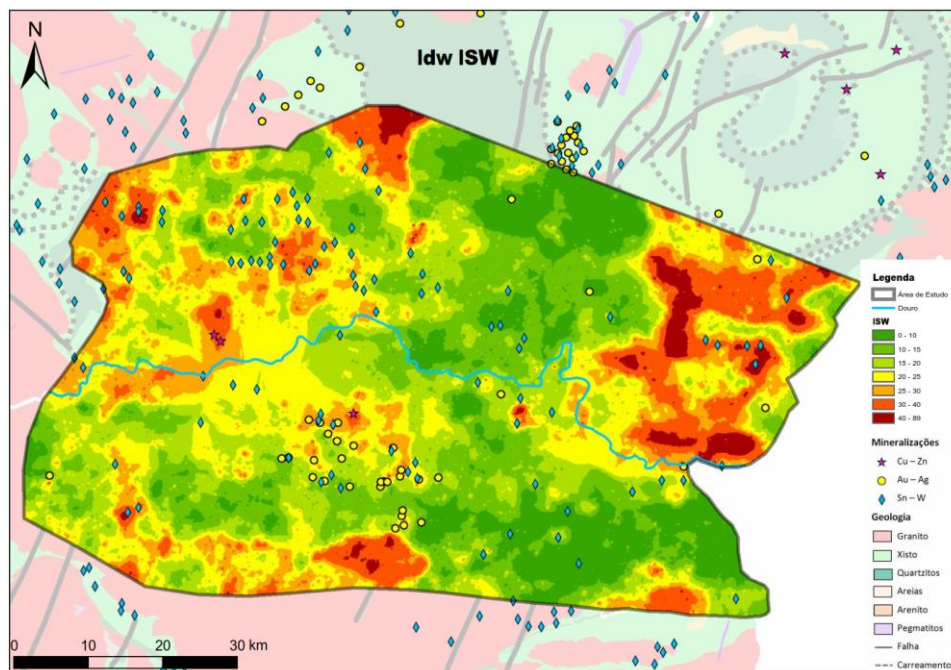 N
Idw ISW
Legenda
Área de Estudo
Douro
ISW
0 - 10
10 - 15
15 - 20
20 - 25
25 - 30
30 - 40
40 - 89
Mineralizações
Cu – Zn
Au – Ag
Sn – W
Geologia
Granito
Xisto
Quartzitos
Areias
Arenito
Pegmatitos
Falha
Carreamento
0 10 20 30 km